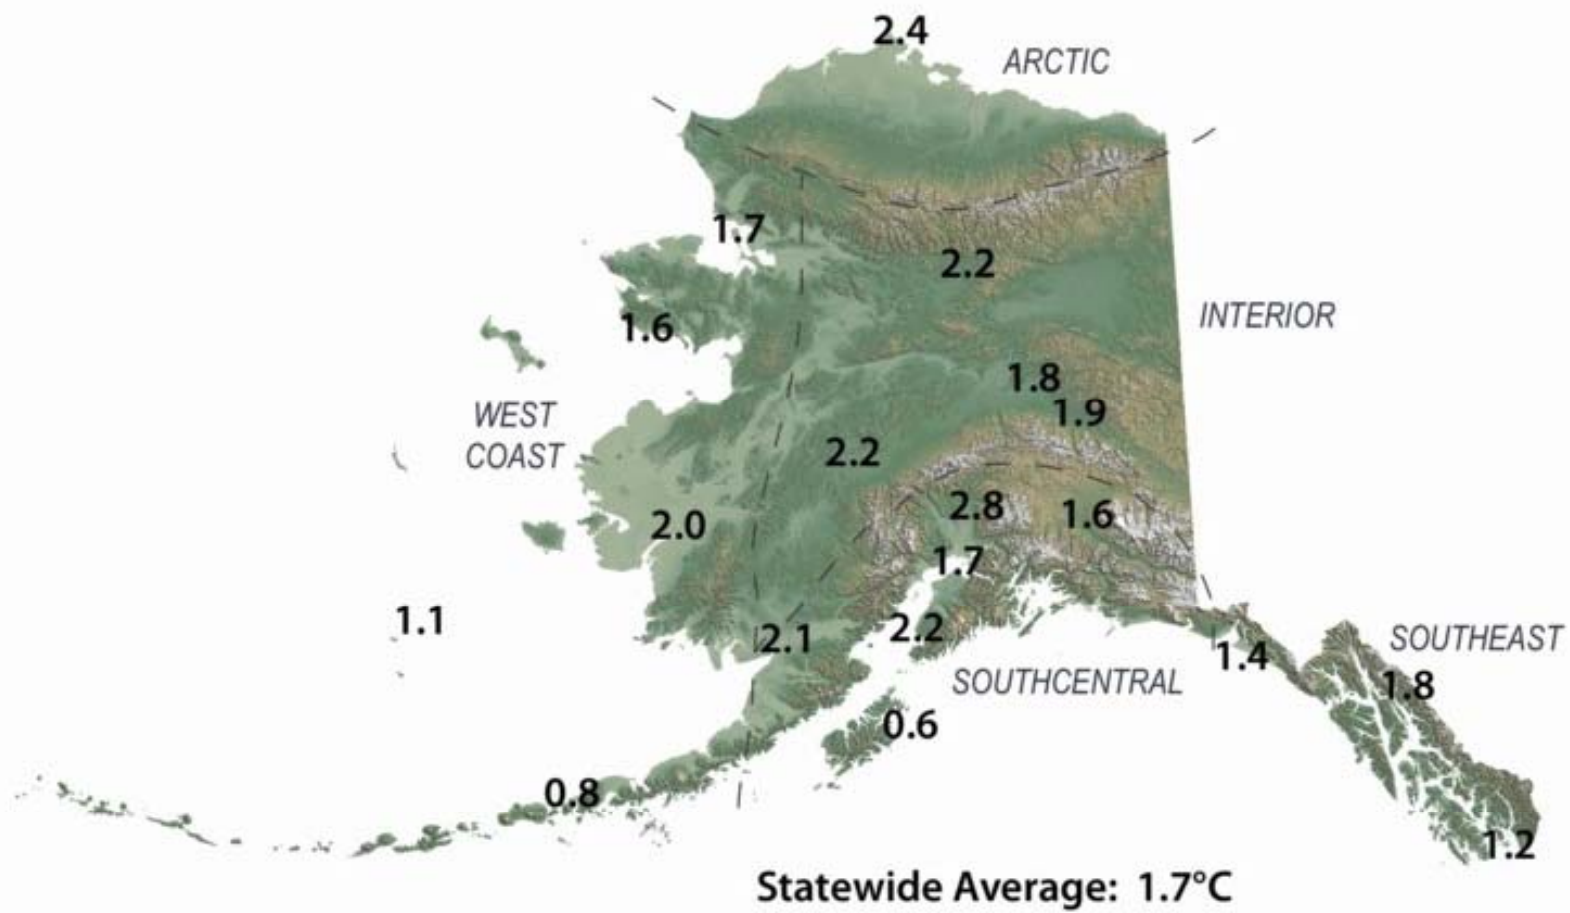 2.4
ARCTIC
1.7
2.2
INTERIOR
1.6
1.8
1.9
WEST
COAST
2.2
2.8
1.6
2.0
1.7
1.1
2.1
2.2
1.4
SOUTHEAST
SOUTHCENTRAL
1.8
0.6
0.8
1.2
Statewide Average: 1.7°C